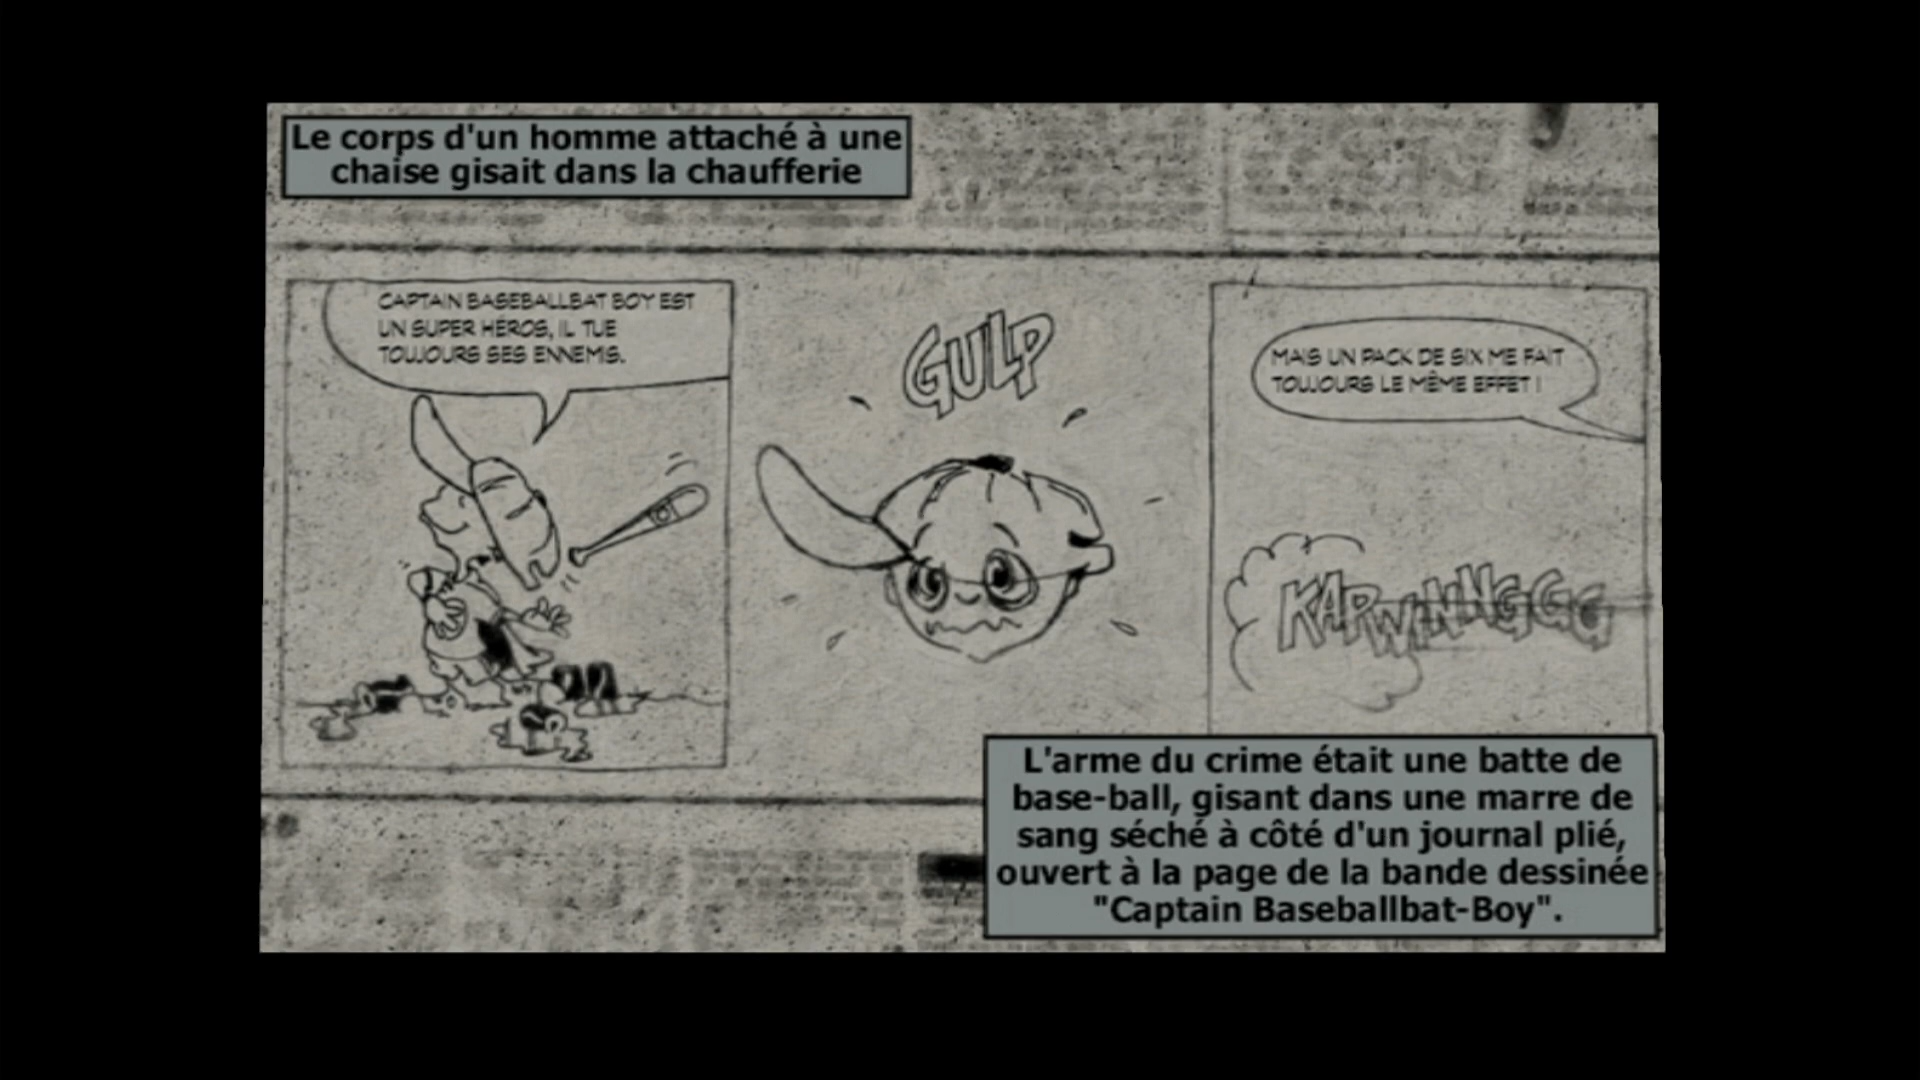 Le corps d'un homme attaché à une
chaise gisait dans la chaufferie
CAPTAIN BASEBALLBAT BOY EST
UN SUPER HÉROS, IL TUE
TOUJOURS SES ENNEMIS.
GULP
MAIS UN PACK DE SIX ME FAIT
TOUJOURS LE MÊME EFFET !
KAPWINNGGG
L'arme du crime était une batte de
base-ball, gisant dans une marre de
sang séché à côté d'un journal plié,
ouvert à la page de la bande dessinée
"Captain Baseballbat-Boy".